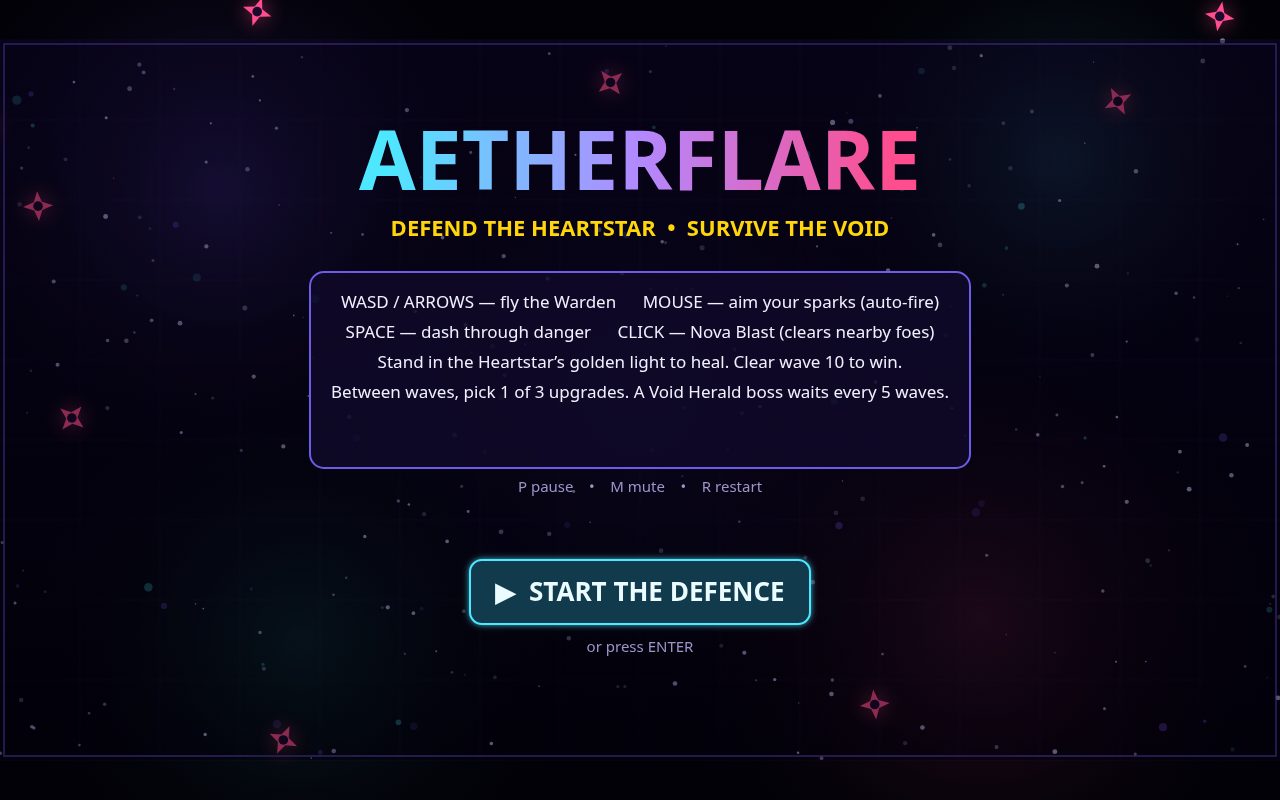 AETHERFLARE
DEFEND THE HEARTSTAR • SURVIVE THE VOID
WASD / ARROWS — fly the Warden MOUSE — aim your sparks (auto-fire)
SPACE — dash through danger CLICK — Nova Blast (clears nearby foes)
Stand in the Heartstar’s golden light to heal. Clear wave 10 to win.
Between waves, pick 1 of 3 upgrades. A Void Herald boss waits every 5 waves.
P pause • M mute • R restart
▶ START THE DEFENCE
or press ENTER